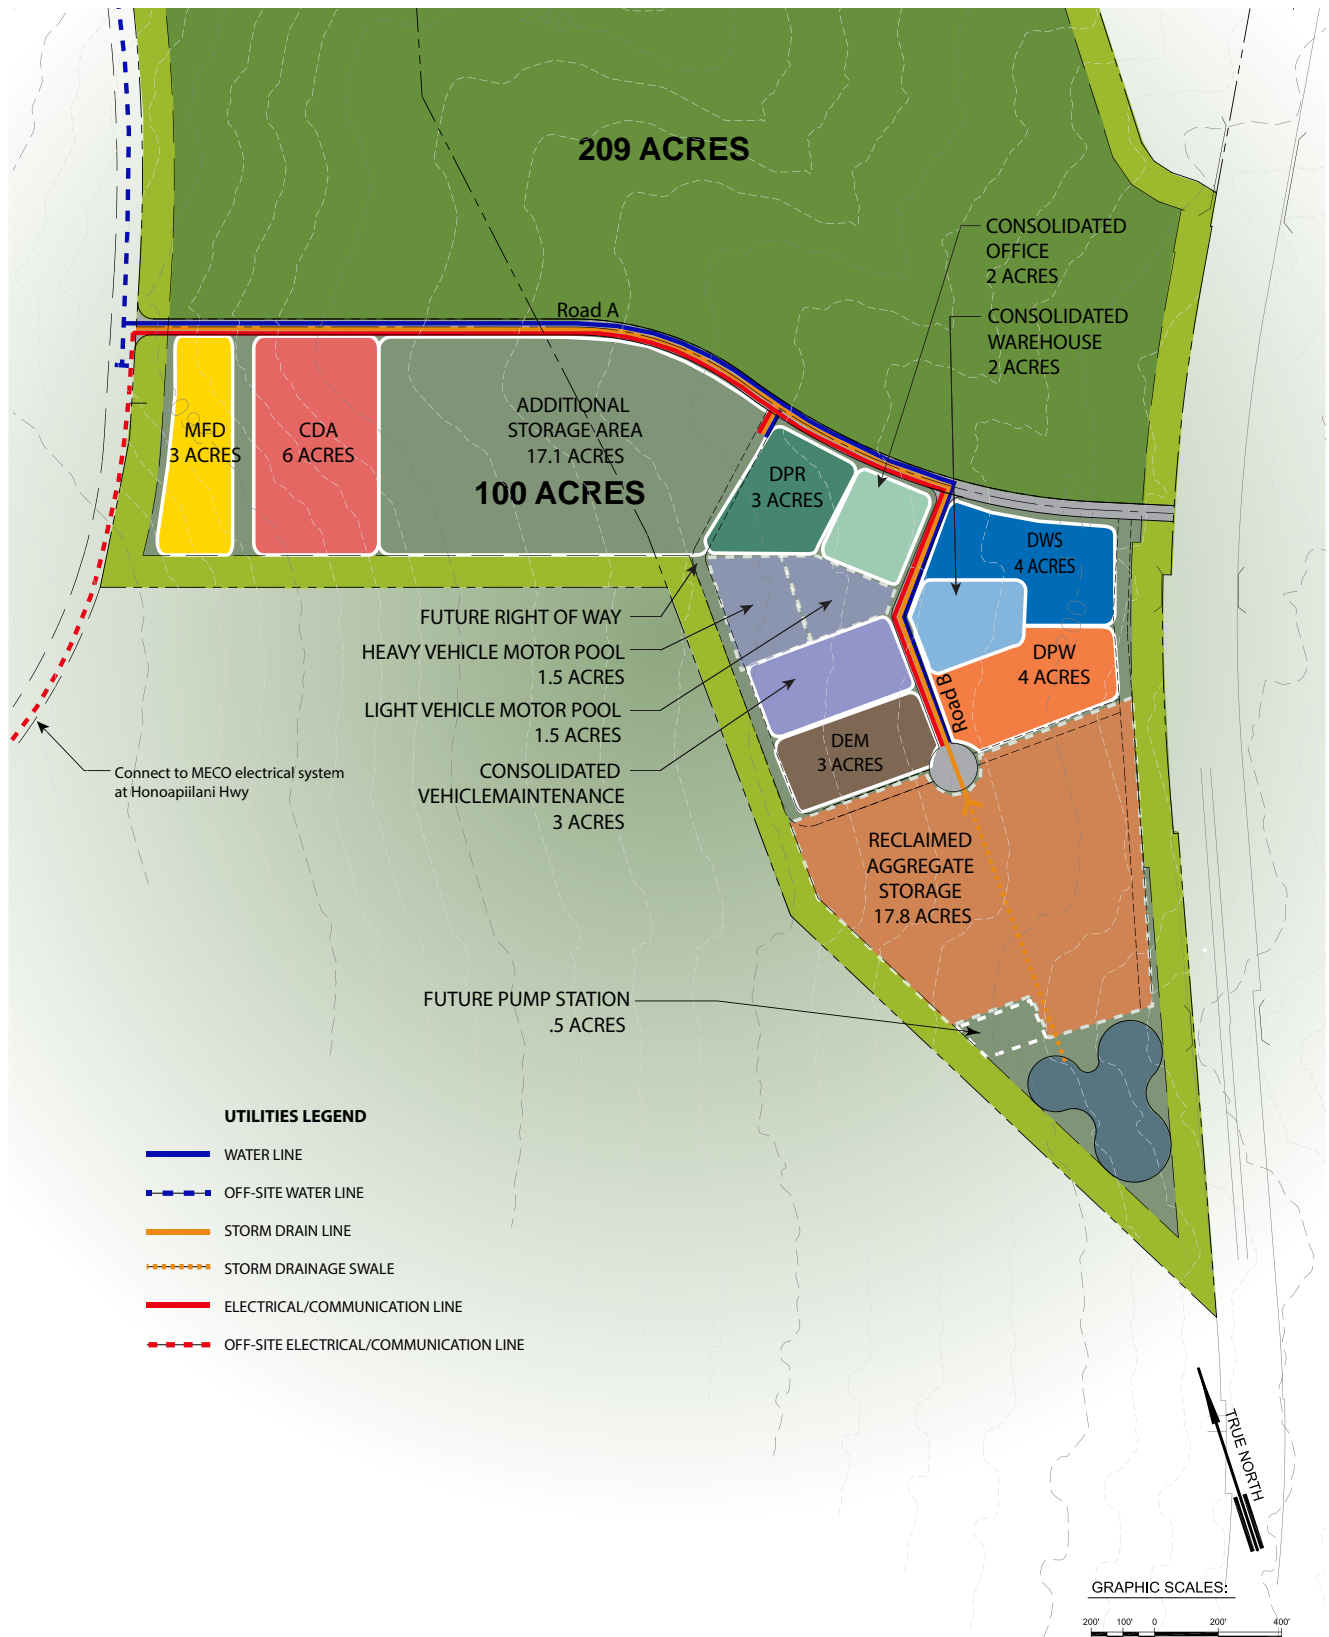 209 ACRES
CONSOLIDATED
OFFICE
2 ACRES
Road A
CONSOLIDATED
WAREHOUSE
2 ACRES
MFD
3 ACRES
CDA
6 ACRES
ADDITIONAL
STORAGE AREA
17.1 ACRES
100 ACRES
DPR
3 ACRES
DWS
4 ACRES
FUTURE RIGHT OF WAY
HEAVY VEHICLE MOTOR POOL
1.5 ACRES
LIGHT VEHICLE MOTOR POOL
1.5 ACRES
CONSOLIDATED
VEHICLEMAINTENANCE
3 ACRES
DPW
4 ACRES
Road B
DEM
3 ACRES
Connect to MECO electrical system
at Honoapiilani Hwy
RECLAIMED
AGGREGATE
STORAGE
17.8 ACRES
FUTURE PUMP STATION
.5 ACRES
UTILITIES LEGEND
WATER LINE
OFF-SITE WATER LINE
STORM DRAIN LINE
STORM DRAINAGE SWALE
ELECTRICAL/COMMUNICATION LINE
OFF-SITE ELECTRICAL/COMMUNICATION LINE
TRUE NORTH
GRAPHIC SCALES:
200' 100' 0 200' 400'